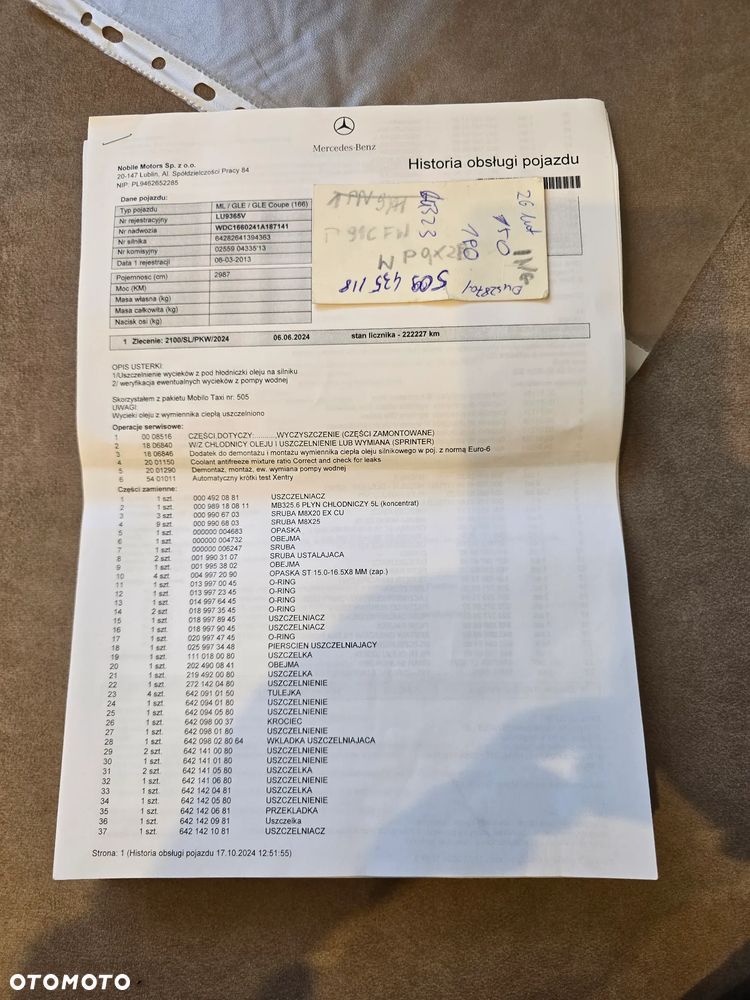 Mercedes-Benz
Historia obsługi pojazdu
Nobile Motors Sp. z o.o.
20-147 Lublin, Al. Spółdzielczości Pracy 84
NIP: PL9462652285
Dane pojazdu:
Typ pojazdu ML / GLE / GLE Coupe (166)
Nr rejestracyjny LU9365V
Nr nadwozia WDC1660241A187141
Nr silnika 64282641394363
Nr komisyjny 02559 04335'13
Data 1 rejestracji 08-03-2013
Pojemność (cm) 2987
Moc (KM)
Masa własna (kg)
Masa całkowita (kg)
Nacisk osi (kg)
26 lut
150
190
509 435 118
1 Zlecenie: 2100/SL/PKW/2024 06.06.2024 stan licznika - 222227 km
OPIS USTERKI:
1/Uszczelnienie wycieków z pod hłodniczki oleju na silniku
2/ weryfikacja ewentualnych wycieków z pompy wodnej
Skorzystałem z pakietu Mobilo Taxi nr: 505
UWAGI:
Wycieki oleju z wymiennika ciepłą uszczelniono
Operacje serwisowe:
1 00 08516 CZĘŚCI,DOTYCZY:..........,WYCZYSZCZENIE (CZĘŚCI ZAMONTOWANE)
2 18 06840 W/Z CHŁODNICY OLEJU I USZCZELNIENIE LUB WYMIANA (SPRINTER)
3 18 06846 Dodatek do demontażu i montażu wymiennika ciepła oleju silnikowego w poj. z normą Euro-6
4 20 01150 Coolant antifreeze mixture ratio Correct and check for leaks
5 20 01290 Demontaż, montaż, ew. wymiana pompy wodnej
6 54 01011 Automatyczny krótki test Xentry
Części zamienne:
1 1 szt. 000 492 08 81 USZCZELNIACZ
2 1 szt. 000 989 18 08 11 MB325.6 PŁYN CHŁODNICZY 5L (koncentrat)
3 3 szt. 000 990 67 03 SRUBA M8X20 EX CU
4 9 szt. 000 990 68 03 SRUBA M8X25
5 1 szt. 000000 004683 OPASKA
6 1 szt. 000000 004732 OBEJMA
7 1 szt. 000000 006247 SRUBA
8 2 szt. 001 990 31 07 SRUBA USTALAJACA
9 1 szt. 001 995 38 02 OBEJMA
10 4 szt. 004 997 20 90 OPASKA ST 15.0-16.5X8 MM (zap.)
11 1 szt. 013 997 00 45 O-RING
12 1 szt. 013 997 23 45 O-RING
13 1 szt. 014 997 64 45 O-RING
14 2 szt. 018 997 35 45 O-RING
15 1 szt. 018 997 89 45 USZCZELNIACZ
16 1 szt. 018 997 90 45 USZCZELNIACZ
17 1 szt. 020 997 47 45 O-RING
18 1 szt. 025 997 34 48 PIERSCIEN USZCZELNIAJACY
19 1 szt. 111 018 00 80 USZCZELKA
20 1 szt. 202 490 08 41 OBEJMA
21 1 szt. 219 492 00 80 USZCZELKA
22 1 szt. 272 142 04 80 USZCZELNIENIE
23 4 szt. 642 091 01 50 TULEJKA
24 1 szt. 642 094 01 80 USZCZELNIENIE
25 1 szt. 642 094 05 80 USZCZELNIENIE
26 1 szt. 642 098 00 37 KROCIEC
27 1 szt. 642 098 01 80 USZCZELNIENIE
28 1 szt. 642 098 02 80 64 WKLADKA USZCZELNIAJACA
29 2 szt. 642 141 00 80 USZCZELNIENIE
30 1 szt. 642 141 01 80 USZCZELNIENIE
31 2 szt. 642 141 05 80 USZCZELKA
32 1 szt. 642 141 06 80 USZCZELNIENIE
33 1 szt. 642 142 04 81 USZCZELKA
34 1 szt. 642 142 05 80 USZCZELNIENIE
35 1 szt. 642 142 06 81 PRZEKLADKA
36 1 szt. 642 142 09 81 Uszczelka
37 1 szt. 642 142 10 81 USZCZELNIACZ
Strona: 1 (Historia obsługi pojazdu 17.10.2024 12:51:55)
OTOMOTO